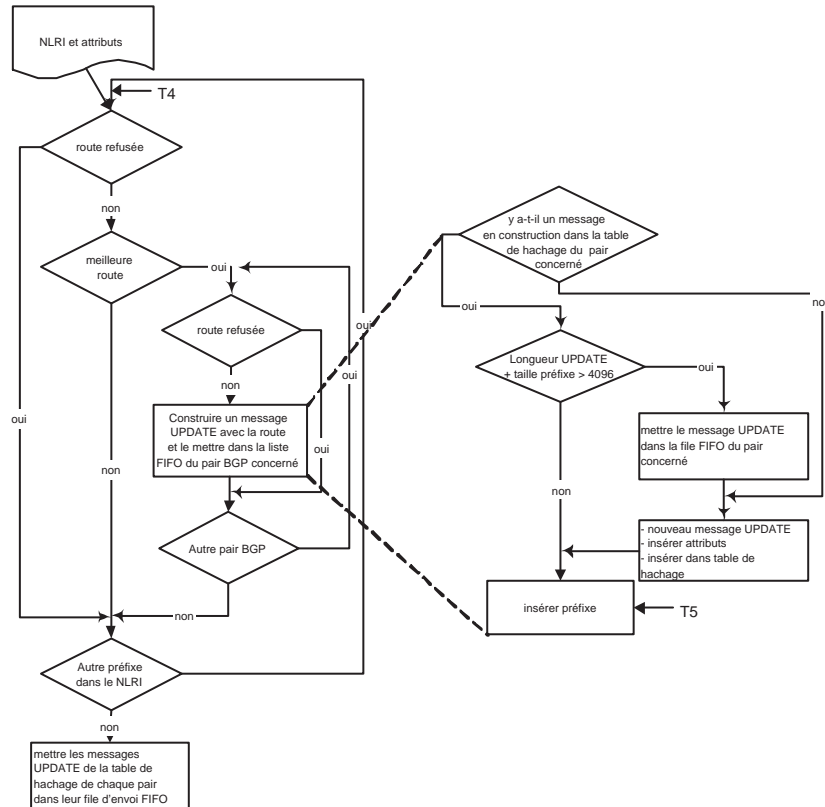 NLRI et attributs
T4
route refusée
non
meilleure
route
oui
route refusée
non
Construire un message
UPDATE avec la route
et le mettre dans la liste
FIFO du pair BGP concerné
oui
oui
oui
oui
non
Autre pair BGP
non
Autre préfixe
dans le NLRI
non
mettre les messages
UPDATE de la table de
hachage de chaque pair
dans leur file d'envoi FIFO
y a-t-il un message
en construction dans la table
de hachage du pair
concerné
oui
no
Longueur UPDATE
+ taille préfixe > 4096
oui
mettre le message UPDATE
dans la file FIFO du pair
concerné
non
- nouveau message UPDATE
- insérer attributs
- insérer dans table de
hachage
insérer préfixe
T5